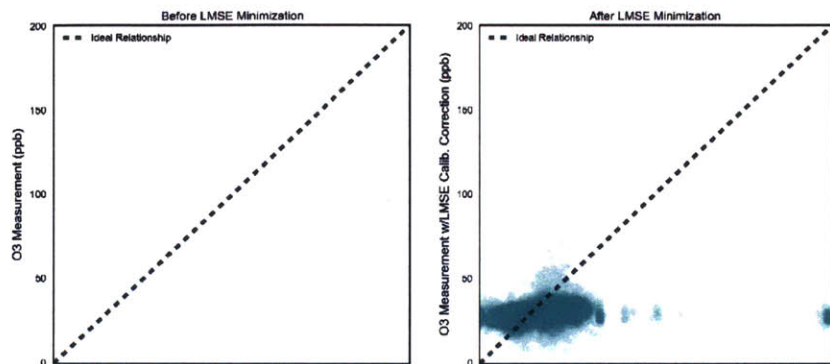 Before LMSE Minimization
200
Ideal Relationship
150
100
50
0
O3 Measurement (ppb)
After LMSE Minimization
200
Ideal Relationship
150
100
50
0
O3 Measurement w/LMSE Calib. Correction (ppb)